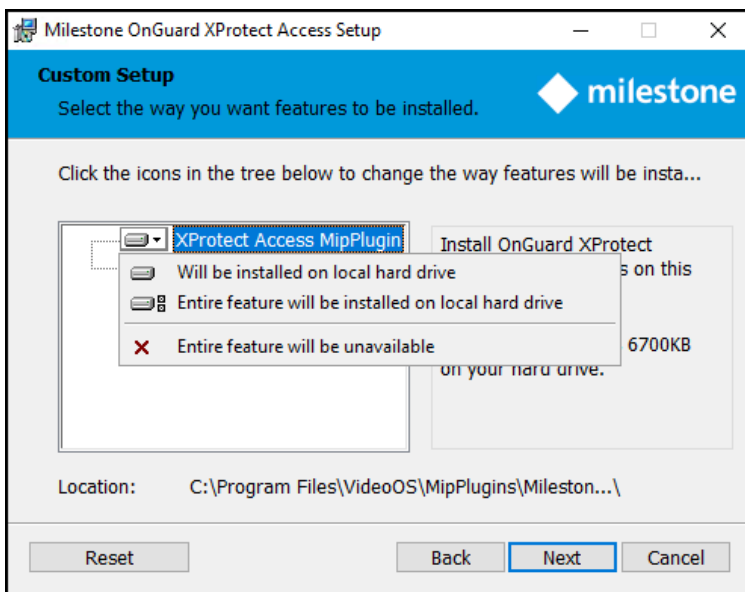 Milestone OnGuard XProtect Access Setup
Custom Setup
Select the way you want features to be installed.
milestone
Click the icons in the tree below to change the way features will be insta...
XProtect Access MipPlugin
Install OnGuard XProtect
s on this
Will be installed on local hard drive
Entire feature will be installed on local hard drive
Entire feature will be unavailable
6700KB
on your hard drive.
Location: C:\Program Files\VideoOS\MipPlugins\Mileston...\
Reset Back Next Cancel